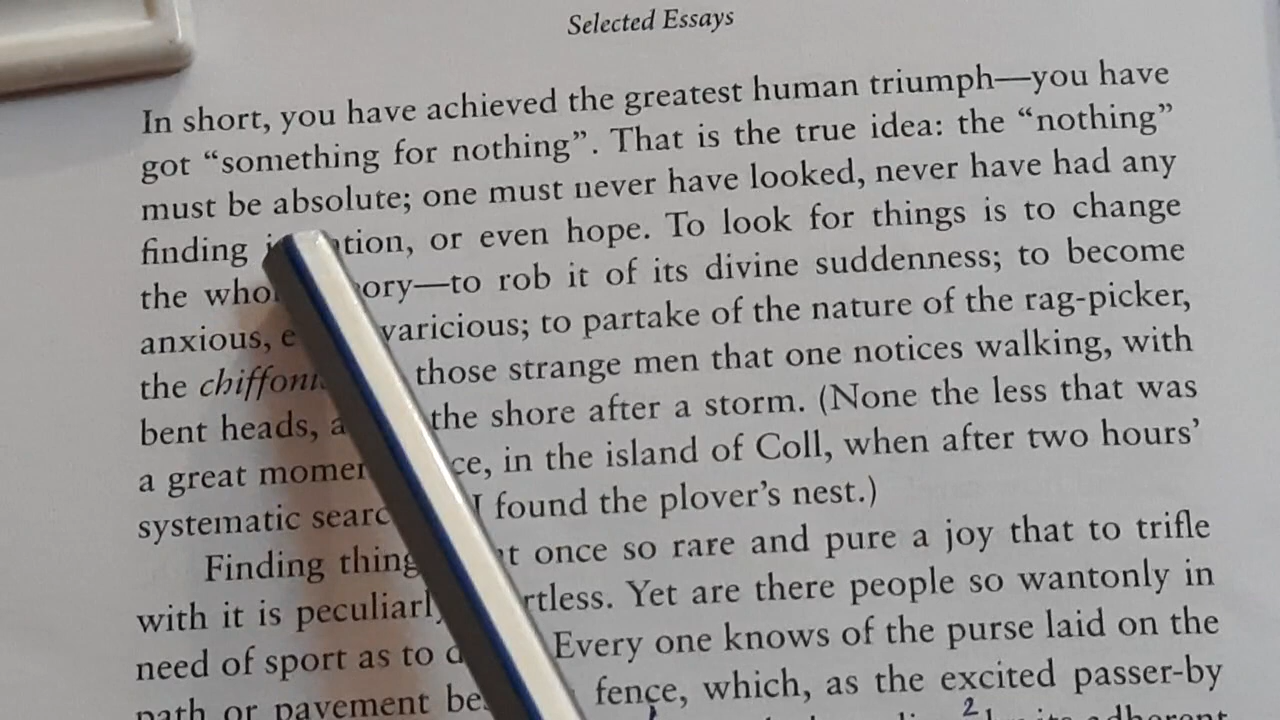 Selected Essays
In short, you have achieved the greatest human triumph—you have
got “something for nothing”. That is the true idea: the “nothing”
must be absolute; one must never have looked, never have had any
finding or even hope. To look for things is to change
the to rob it of its divine suddenness; to become
anxious, to partake of the nature of the rag-picker,
the those strange men that one notices walking, with
bent heads, the shore after a storm. (None the less that was
a great in the island of Coll, when after two hours’
systematic I found the plover’s nest.)
Finding once so rare and pure a joy that to trifle
with it is Yet are there people so wantonly in
need of sport as to Every one knows of the purse laid on the
path or pavement fence, which, as the excited passer-by
2
adherent